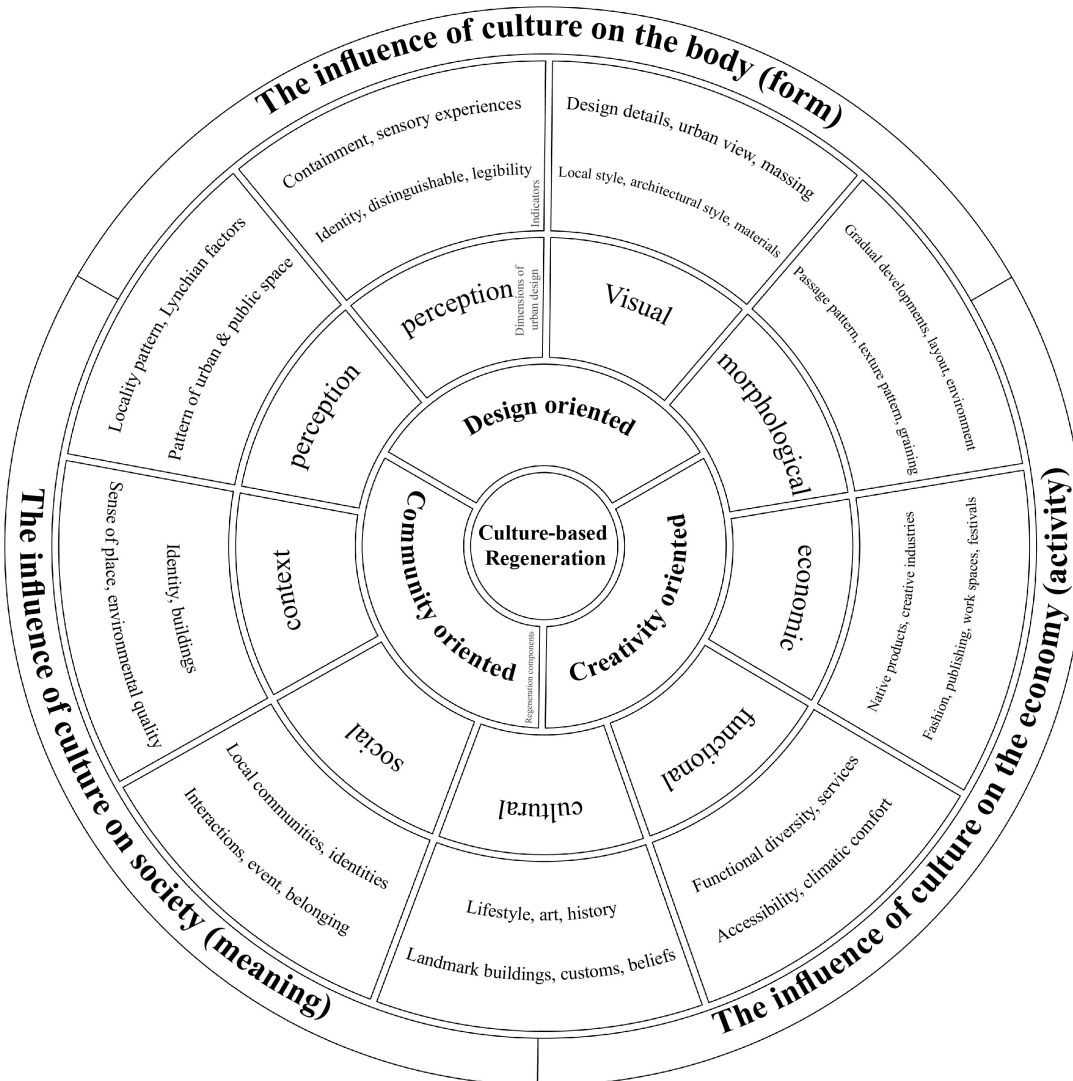 The influence of culture on the body (form)
The influence of culture on the economy (activity)
The influence of culture on society (meaning)
Containment, sensory experiences
Identity, distinguishable, legibility
Indicators
Design details, urban view, massing
Local style, architectural style, materials
Gradual developments, layout, environment
Passage pattern, texture pattern, graining
Native products, creative industries
Fashion, publishing, work spaces, festivals
Functional diversity, services
Accessibility, climatic comfort
Lifestyle, art, history
Landmark buildings, customs, beliefs
Local communities, identities
Interactions, event, belonging
Identity, buildings
Sense of place, environmental quality
Locality pattern, Lynchian factors
Pattern of urban & public space
perception
Dimensions of
urban design
Visual
morphological
economic
functional
cultural
social
context
perception
Design oriented
Creativity oriented
Community oriented
Regeneration components
Culture-based
Regeneration